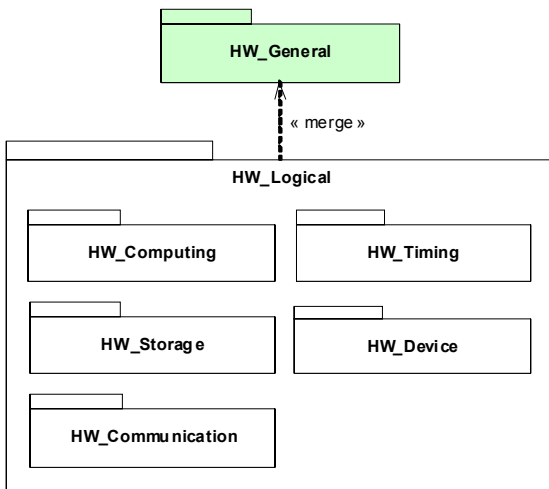 HW_General
« merge »
HW_Logical
HW_Computing
HW_Timing
HW_Storage
HW_Device
HW_Communication